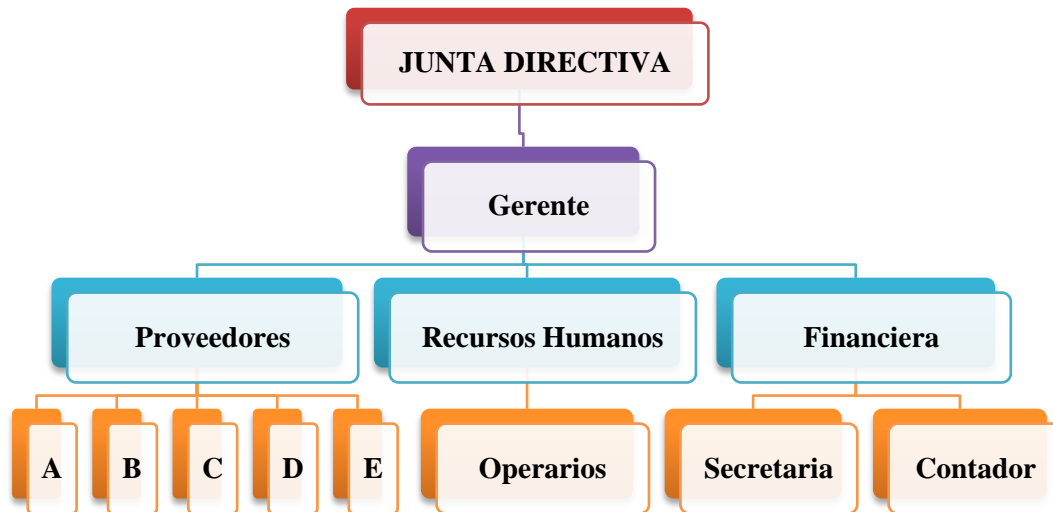 JUNTA DIRECTIVA
Gerente
Proveedores
Recursos Humanos
Financiera
A
B
C
D
E
Operarios
Secretaria
Contador